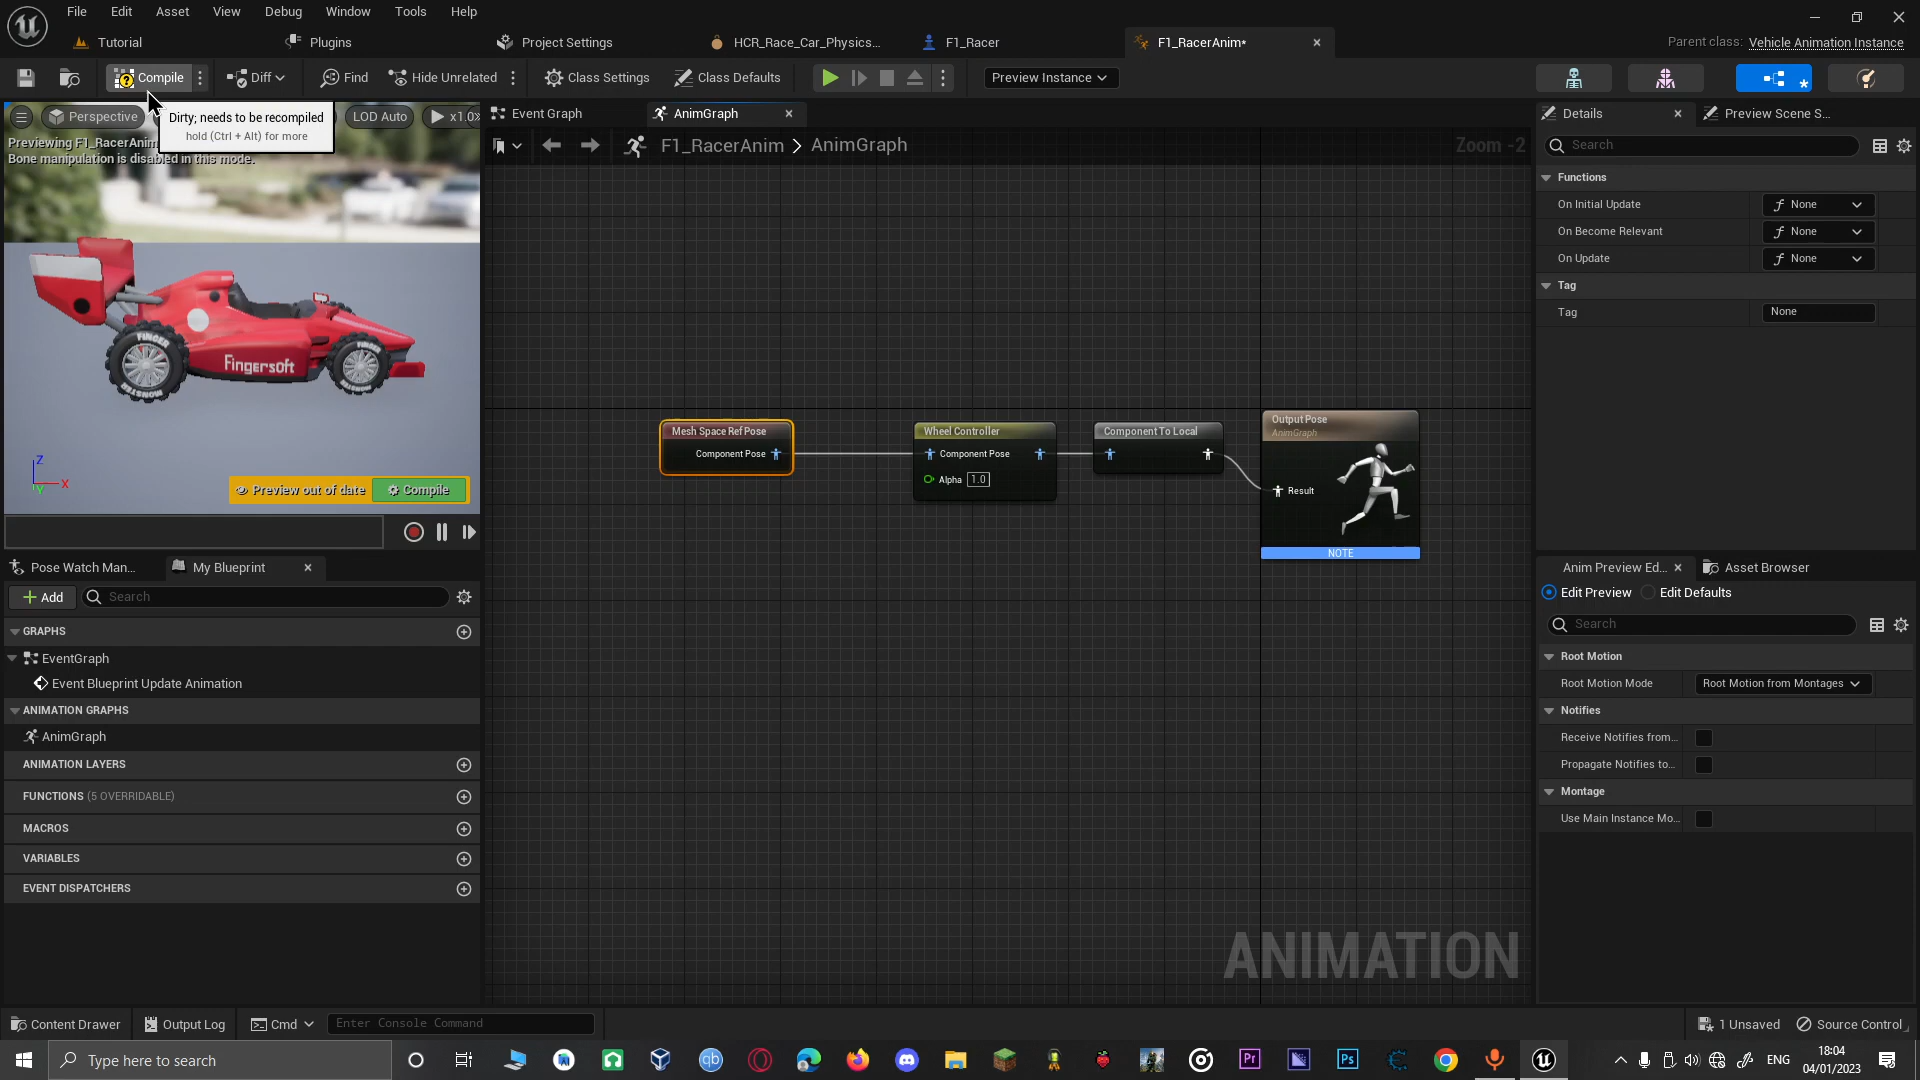 File Edit Asset View Debug Window Tools Help
Tutorial
Plugins
Project Settings
HCR_Race_Car_Physics...
F1_Racer
F1_RacerAnim*
Parent class: Vehicle Animation Instance
Compile
Diff
Find
Hide Unrelated
Class Settings
Class Defaults
Preview Instance
Dirty; needs to be recompiled
hold (Ctrl + Alt) for more
Perspective
LOD Auto
x1.0
Previewing F1_RacerAnim
Bone manipulation is disabled in this mode.
FINGER
MONSTER
Fingersoft
FINGER
MONSTER
Z
X
Y
Preview out of date
Compile
Event Graph
AnimGraph
F1_RacerAnim > AnimGraph
Zoom -2
Mesh Space Ref Pose
Component Pose
Wheel Controller
Component Pose
Alpha 1.0
Component To Local
Output Pose
AnimGraph
Result
NOTE
ANIMATION
Pose Watch Man...
My Blueprint
Add
Search
GRAPHS
EventGraph
Event Blueprint Update Animation
ANIMATION GRAPHS
AnimGraph
ANIMATION LAYERS
FUNCTIONS (5 OVERRIDABLE)
MACROS
VARIABLES
EVENT DISPATCHERS
Details
Preview Scene S...
Search
Functions
On Initial Update
None
On Become Relevant
None
On Update
None
Tag
Tag
None
Anim Preview Ed...
Asset Browser
Edit Preview
Edit Defaults
Search
Root Motion
Root Motion Mode
Root Motion from Montages
Notifies
Receive Notifies from...
Propagate Notifies to...
Montage
Use Main Instance Mo...
Content Drawer
Output Log
Cmd
Enter Console Command
1 Unsaved
Source Control
Type here to search
qb
Pr
Ps
ENG
18:04
04/01/2023